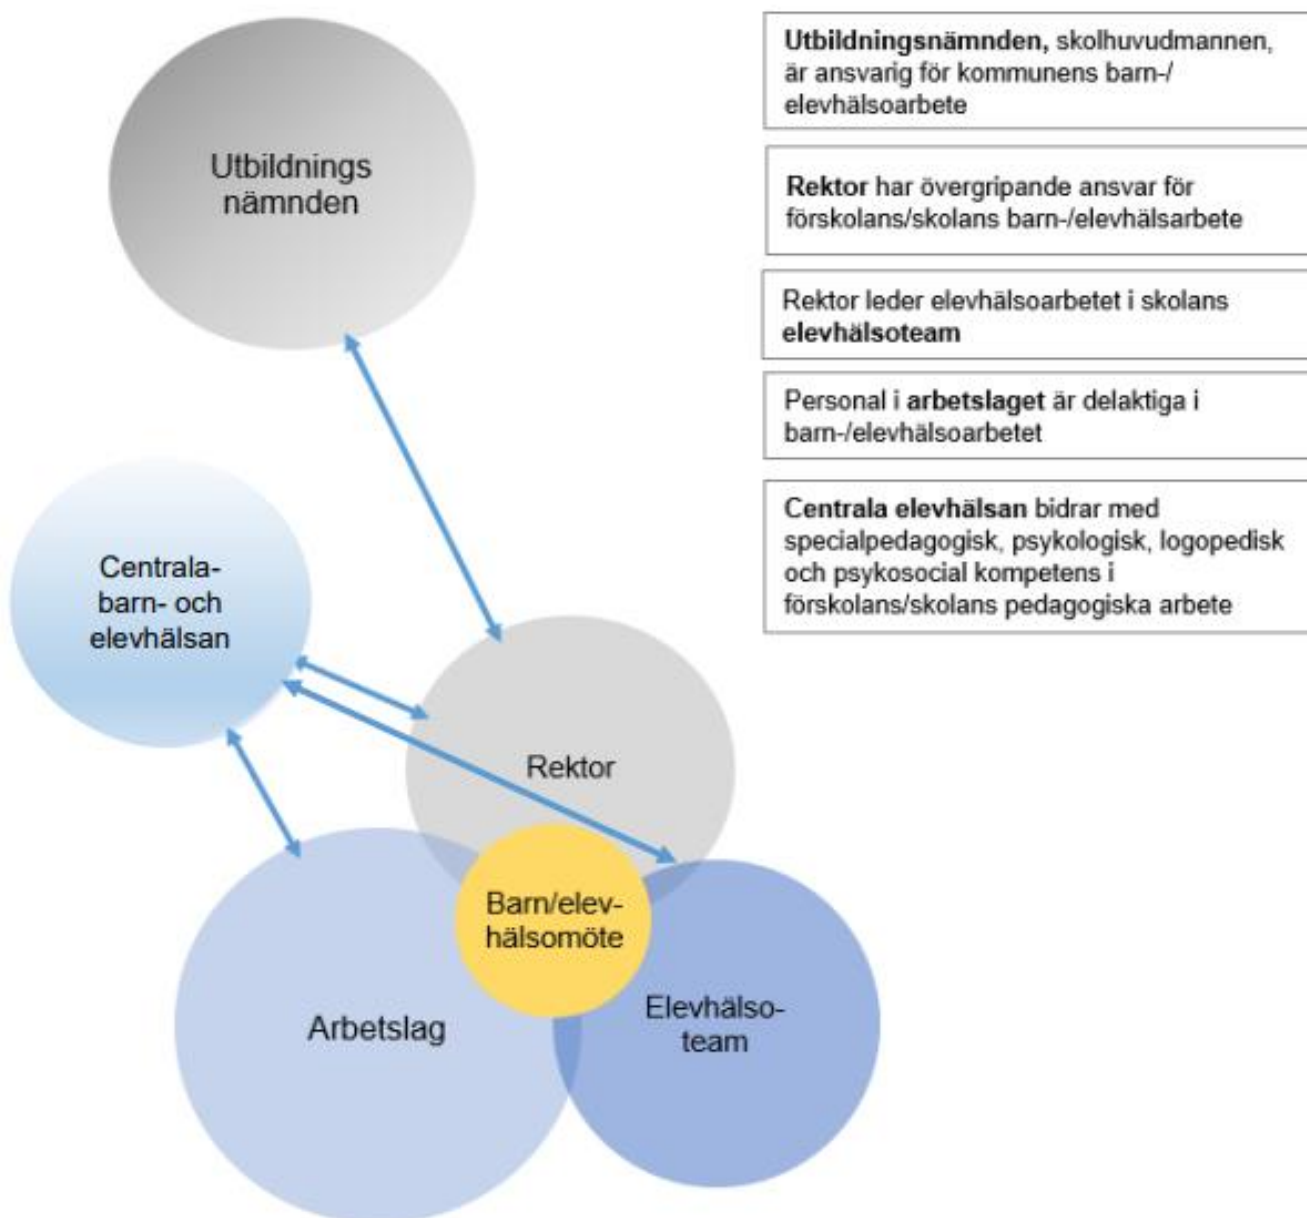 Utbildnings
nämnden
Centrala-
barn- och
elevhälsan
Rektor
Barn/elev-
hälsomöte
Arbetslag
Elevhälso-
team
Utbildningsnämnden, skolhuvudmannen,
är ansvarig för kommunens barn-/
elevhälsoarbete
Rektor har övergripande ansvar för
förskolans/skolans barn-/elevhälsarbete
Rektor leder elevhälsoarbetet i skolans
elevhälsoteam
Personal i arbetslaget är delaktiga i
barn-/elevhälsoarbetet
Centrala elevhälsan bidrar med
specialpedagogisk, psykologisk, logopedisk
och psykosocial kompetens i
förskolans/skolans pedagogiska arbete